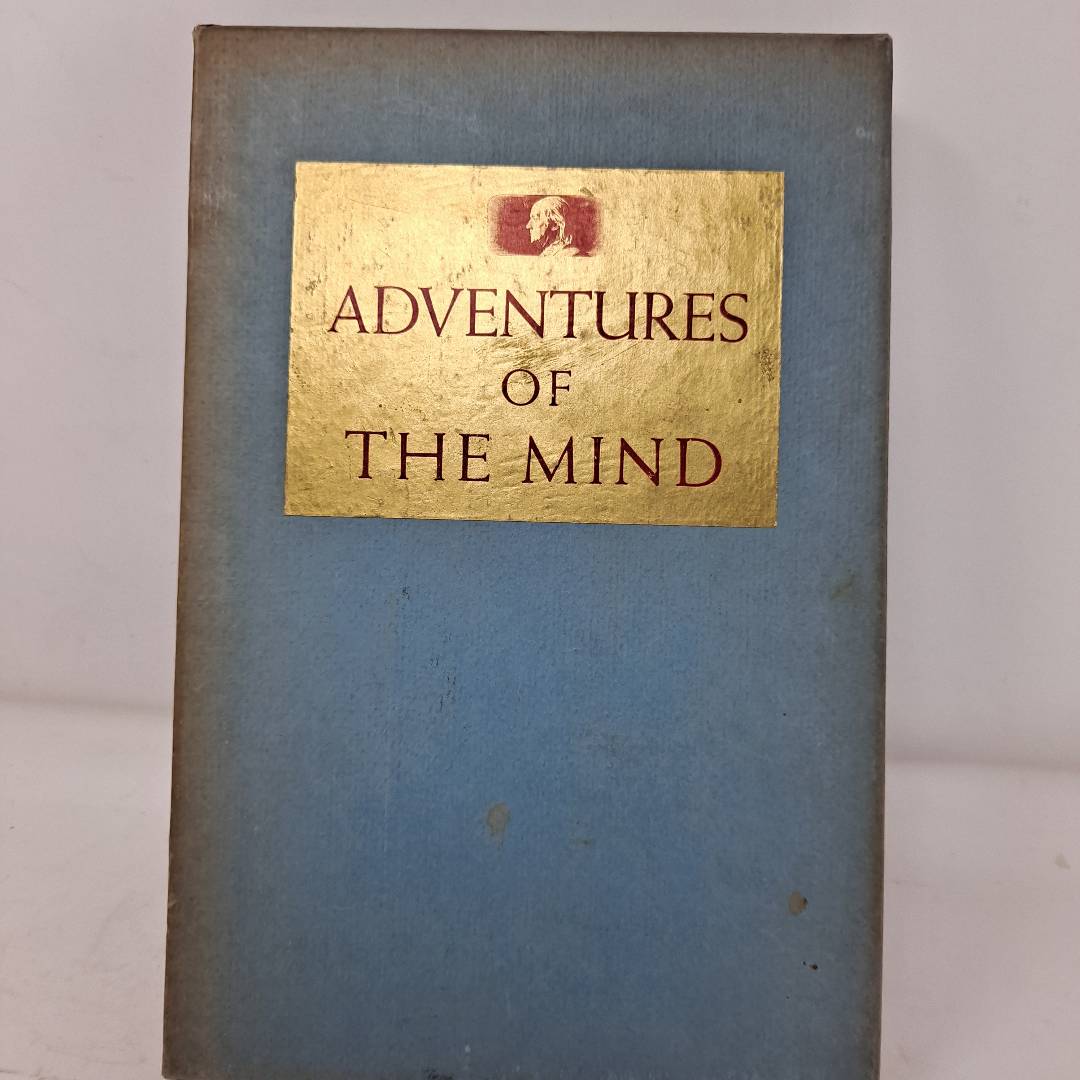 ADVENTURES
OF
THE MIND